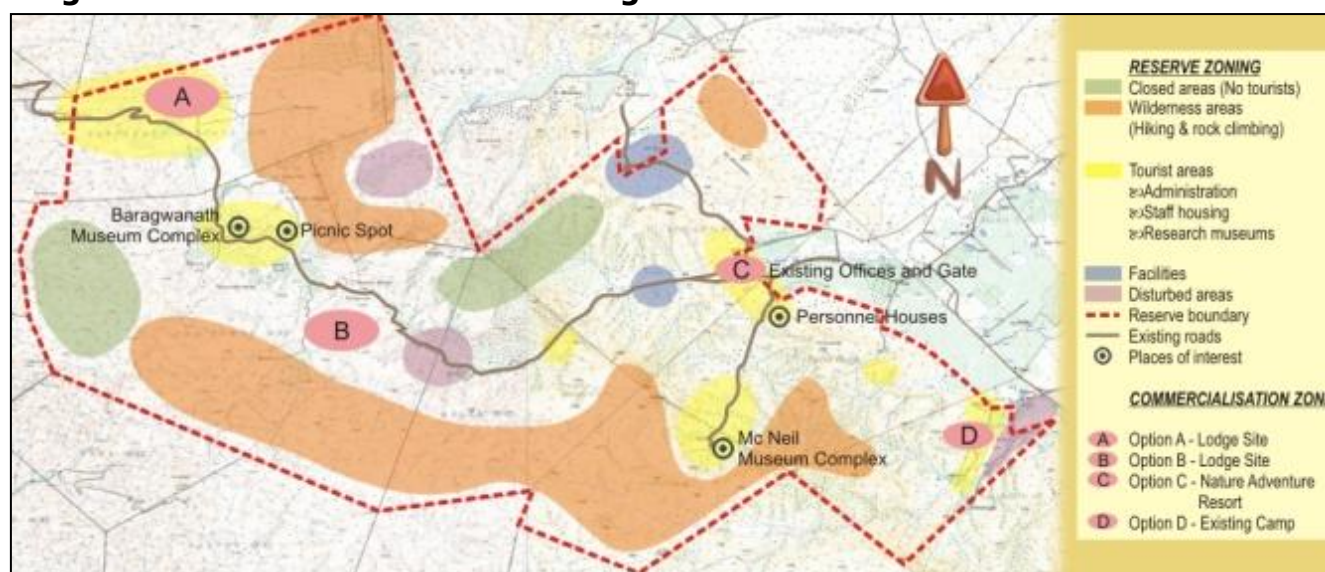 A
Baragwanath
Museum Complex
Picnic Spot
B
C
Existing Offices and Gate
Personnel Houses
Mc Neil
Museum Complex
D
N
RESERVE ZONING
Closed areas (No tourists)
Wilderness areas
(Hiking & rock climbing)
Tourist areas
Administration
Staff housing
Research museums
Facilities
Disturbed areas
Reserve boundary
Existing roads
Places of interest
COMMERCIALISATION ZON
A Option A - Lodge Site
B Option B - Lodge Site
C Option C - Nature Adventure
Resort
D Option D - Existing Camp